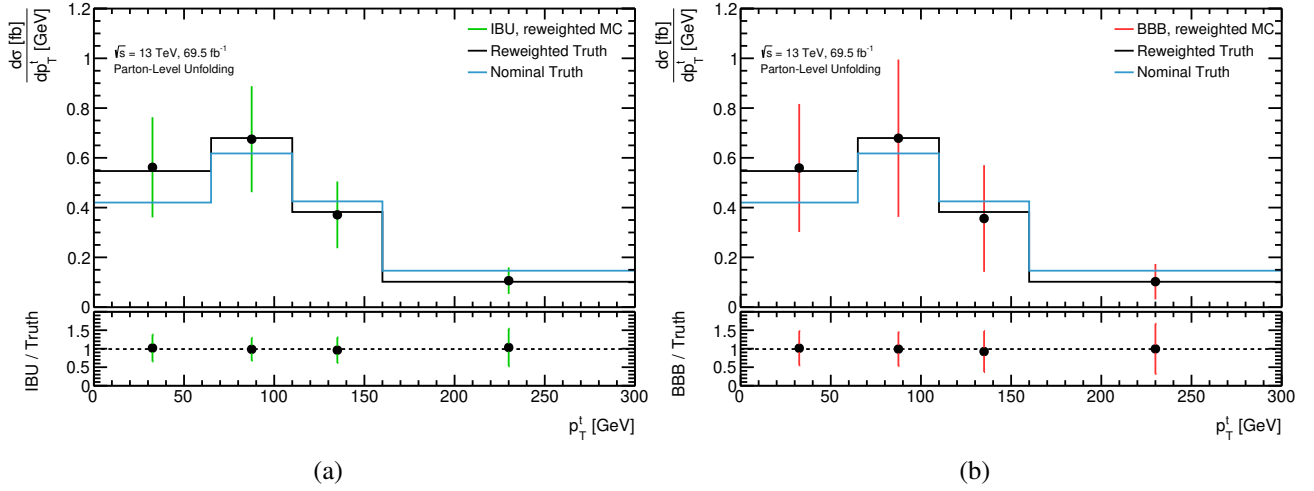 dσ [fb]
dp_T^t [GeV]
1.2
1
0.8
0.6
0.4
0.2
0
√s = 13 TeV, 69.5 fb⁻¹
Parton-Level Unfolding
IBU, reweighted MC
Reweighted Truth
Nominal Truth
IBU / Truth
1.5
1
0.5
0
0 50 100 150 200 250 300
p_T^t [GeV]
(a)
dσ [fb]
dp_T^t [GeV]
1.2
1
0.8
0.6
0.4
0.2
0
√s = 13 TeV, 69.5 fb⁻¹
Parton-Level Unfolding
BBB, reweighted MC
Reweighted Truth
Nominal Truth
BBB / Truth
1.5
1
0.5
0
0 50 100 150 200 250 300
p_T^t [GeV]
(b)